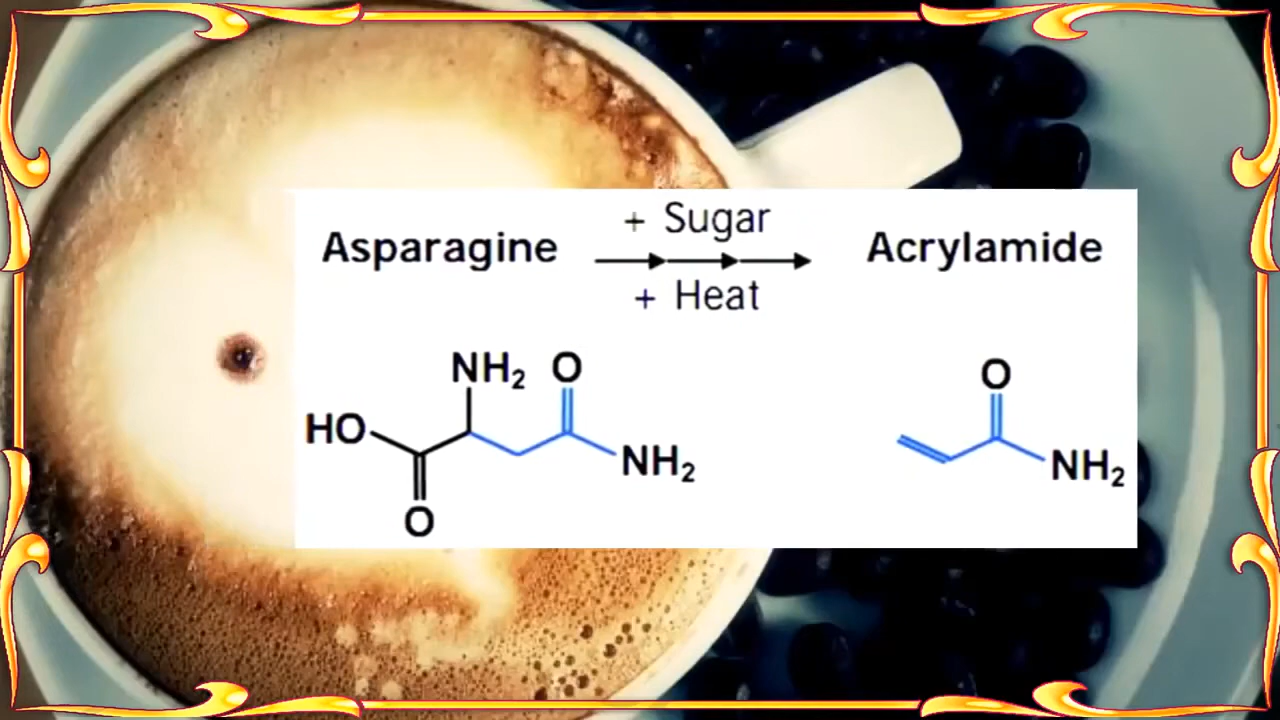 + Sugar
Asparagine Acrylamide
+ Heat
NH₂ O
O
HO
NH₂
NH₂
O